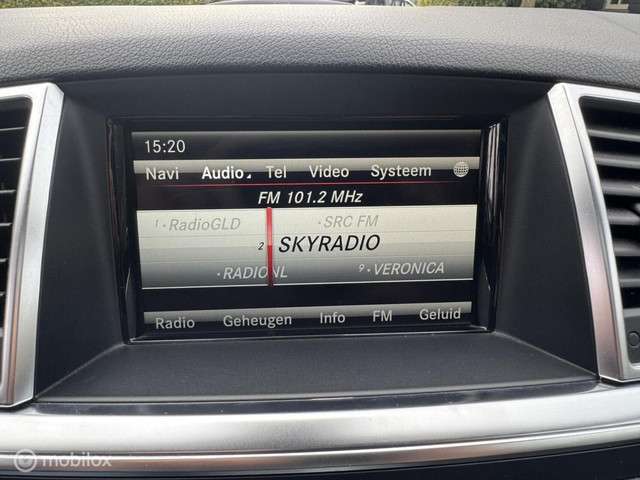 15:20
Navi Audio Tel Video Systeem
FM 101.2 MHz
1 ·RadioGLD ·SRC FM
2 SKYRADIO
·RADIONL 9 ·VERONICA
Radio Geheugen Info FM Geluid
mobilox